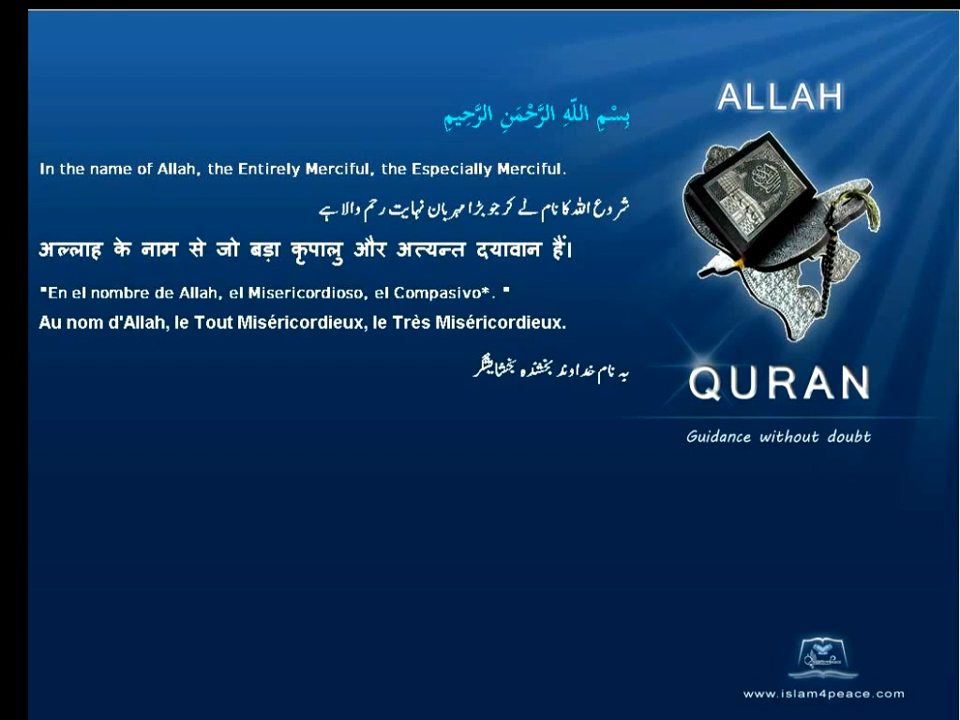 بِسْمِ اللَّهِ الرَّحْمَنِ الرَّحِيمِ
In the name of Allah, the Entirely Merciful, the Especially Merciful.
شروع اللہ کا نام لے کر جو بڑا مہربان نہایت رحم والا ہے
अल्लाह के नाम से जो बड़ा कृपालु और अत्यन्त दयावान हैं।
"En el nombre de Allah, el Misericordioso, el Compasivo*. "
Au nom d'Allah, le Tout Miséricordieux, le Très Miséricordieux.
به نام خداوند بخشنده بخشایشگر
ALLAH
QURAN
Guidance without doubt
www.islam4peace.com